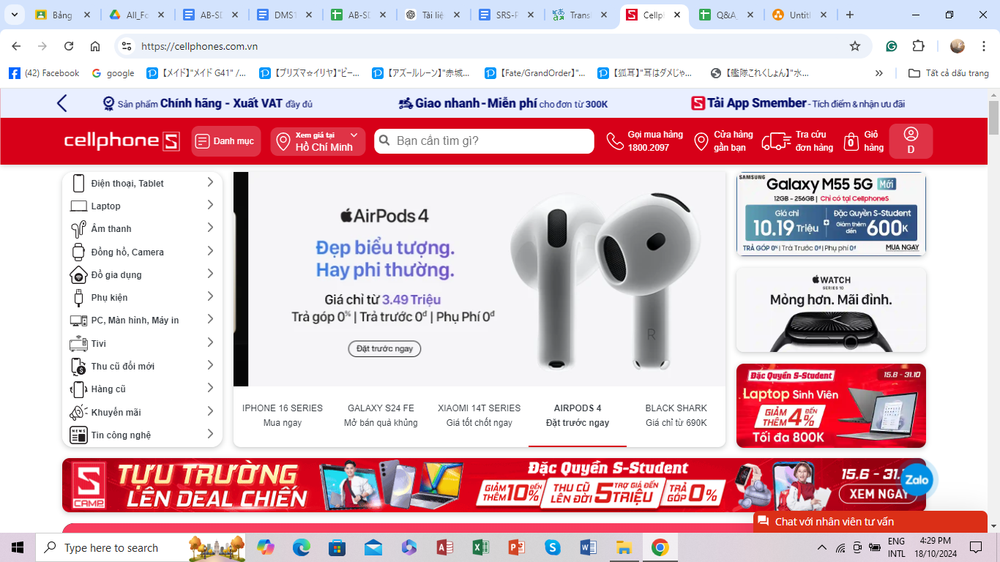 Bảng
All_Fo
AB-SD
DMST
AB-SD
Tài liệ
SRS-P
Transl
Cellph
Q&A_
Untitl
https://cellphones.com.vn
(42) Facebook
google
【メイド】"メイド G41" /...
【プリズマ☆イリヤ】"ビー...
【アズールレーン】"赤城...
【Fate/GrandOrder】"...
【狐耳】"耳はダメじゃ...
【艦隊これくしょん】"水...
Tất cả dấu trang
Sản phẩm Chính hãng - Xuất VAT đầy đủ
Giao nhanh - Miễn phí cho đơn từ 300K
Tải App Smember - Tích điểm & nhận ưu đãi
cellphoneS
Danh mục
Xem giá tại
Hồ Chí Minh
Bạn cần tìm gì?
Gọi mua hàng
1800.2097
Cửa hàng
gần bạn
Tra cứu
đơn hàng
0
Giỏ
hàng
D
Điện thoại, Tablet
Laptop
Âm thanh
Đồng hồ, Camera
Đồ gia dụng
Phụ kiện
PC, Màn hình, Máy in
Tivi
Thu cũ đổi mới
Hàng cũ
Khuyến mãi
Tin công nghệ
AirPods 4
Đẹp biểu tượng.
Hay phi thường.
Giá chỉ từ 3.49 Triệu
Trả góp 0% | Trả trước 0đ | Phụ Phí 0đ
Đặt trước ngay
R
IPHONE 16 SERIES
Mua ngay
GALAXY S24 FE
Mở bán quà khủng
XIAOMI 14T SERIES
Giá tốt chốt ngay
AIRPODS 4
Đặt trước ngay
BLACK SHARK
Giá chỉ từ 690K
SAMSUNG
Galaxy M55 5G Mới
12GB - 256GB | Chỉ có tại CellphoneS
Giá chỉ
10.19 Triệu
Đặc Quyền S-Student
Giảm thêm đến 600K
TRẢ GÓP 0% | Trả Trước 0đ | Phụ phí 0đ
MUA NGAY
WATCH
SERIES 10
Mỏng hơn. Mãi đỉnh.
Đặc Quyền S-Student
15.6 - 31.10
Laptop Sinh Viên
GIẢM THÊM ĐẾN 4%
Tối đa 800K
S CAMP
TỰU TRƯỜNG
LÊN DEAL CHIẾN
Đặc Quyền S-Student
GIẢM THÊM ĐẾN 10%
THU CŨ LÊN ĐỜI TRỢ GIÁ ĐẾN 5 TRIỆU
TRẢ GÓP 0%
15.6 - 31.
XEM NGAY
Zalo
Chat với nhân viên tư vấn
Type here to search
ENG
INTL
4:29 PM
18/10/2024